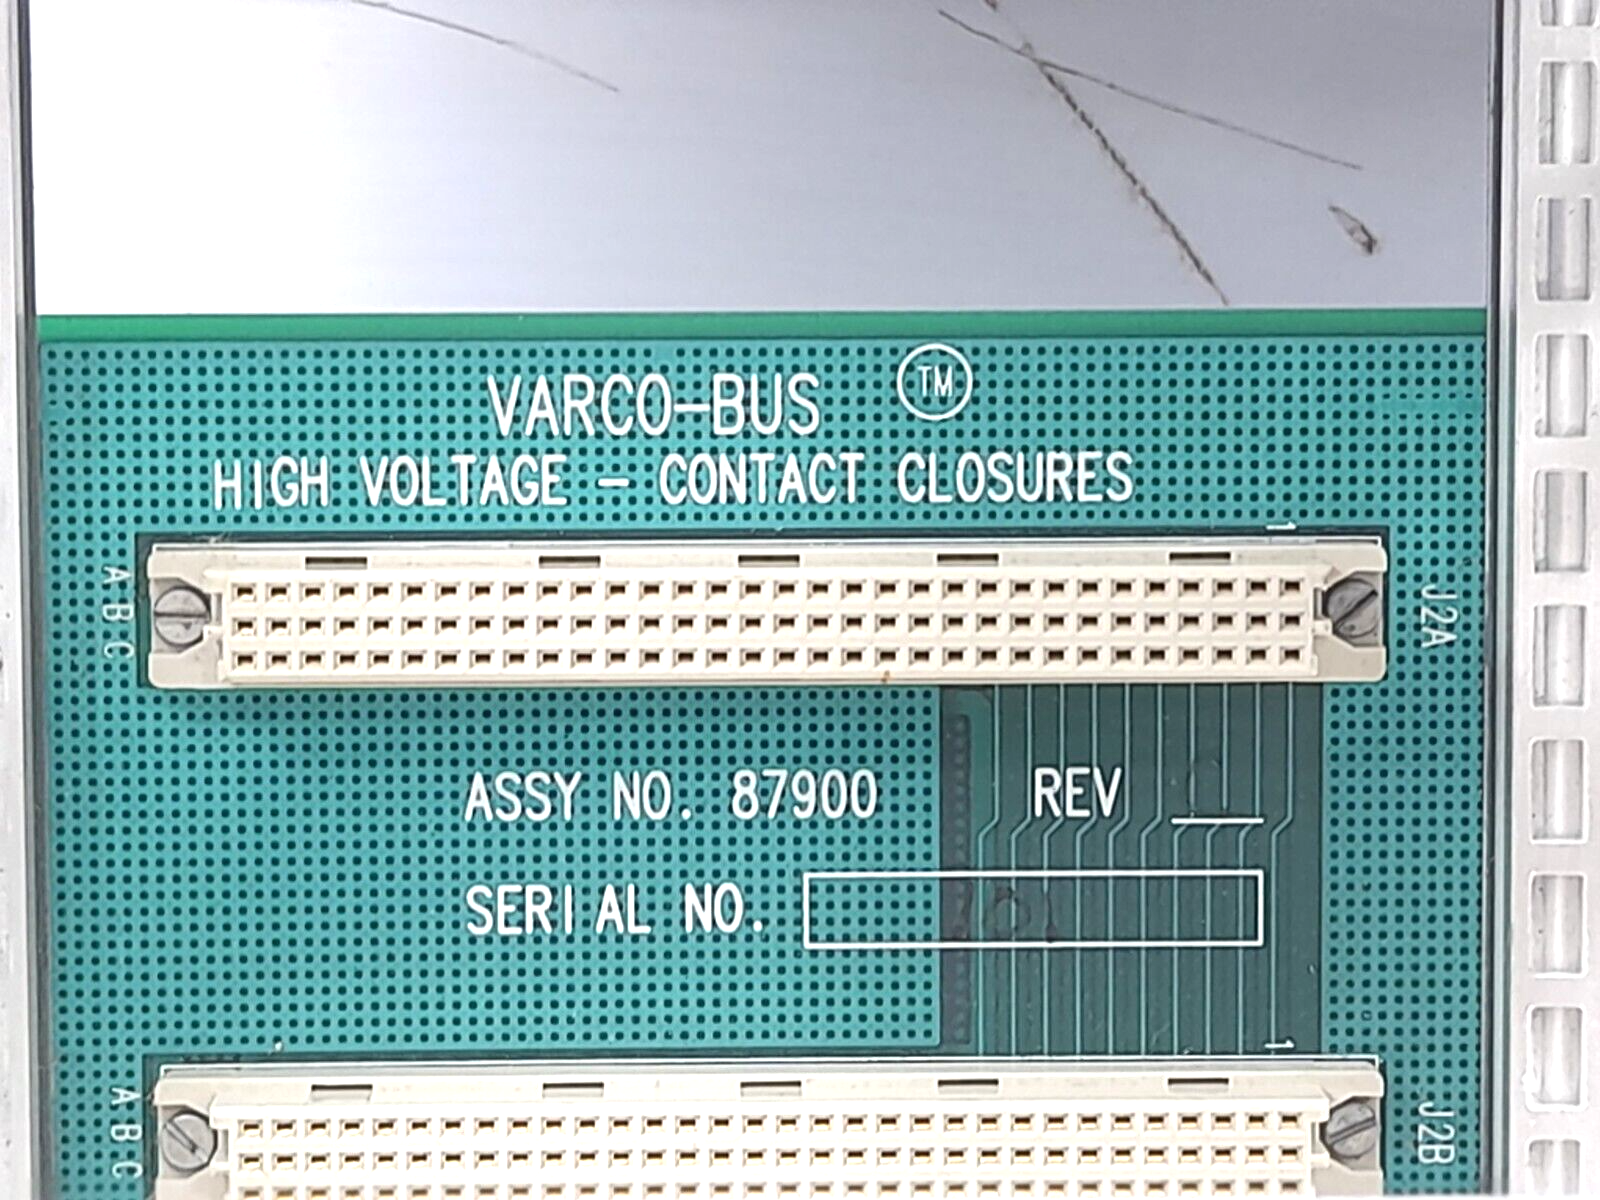 VARCO-BUS TM
HIGH VOLTAGE - CONTACT CLOSURES
1
A
B
C
J2A
ASSY NO. 87900 REV
SERIAL NO.
1
A
B
C
J2B